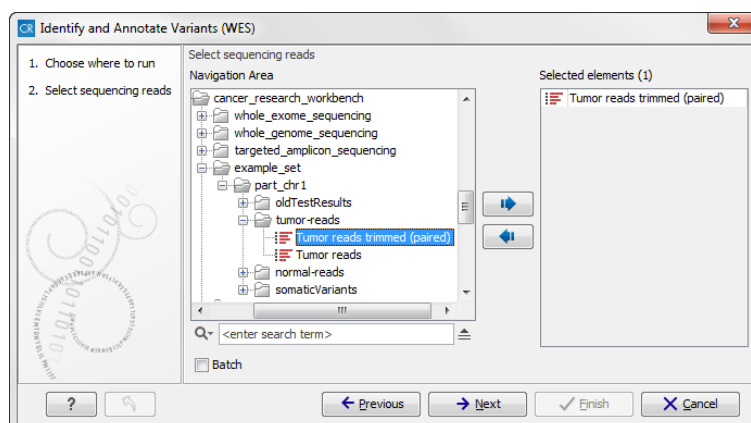 CR Identify and Annotate Variants (WES)
1. Choose where to run
2. Select sequencing reads
Select sequencing reads
Navigation Area
cancer_research_workbench
whole_exome_sequencing
whole_genome_sequencing
targeted_amplicon_sequencing
example_set
part_chr1
oldTestResults
tumor-reads
Tumor reads trimmed (paired)
Tumor reads
normal-reads
somaticVariants
<enter search term>
Batch
Selected elements (1)
Tumor reads trimmed (paired)
? Previous Next Finish Cancel